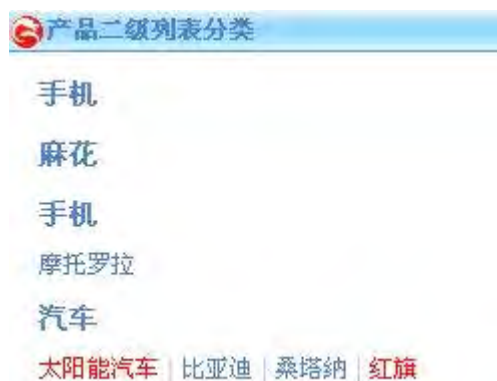 产品二级列表分类
手机
麻花
手机
摩托罗拉
汽车
太阳能汽车 | 比亚迪 | 桑塔纳 | 红旗